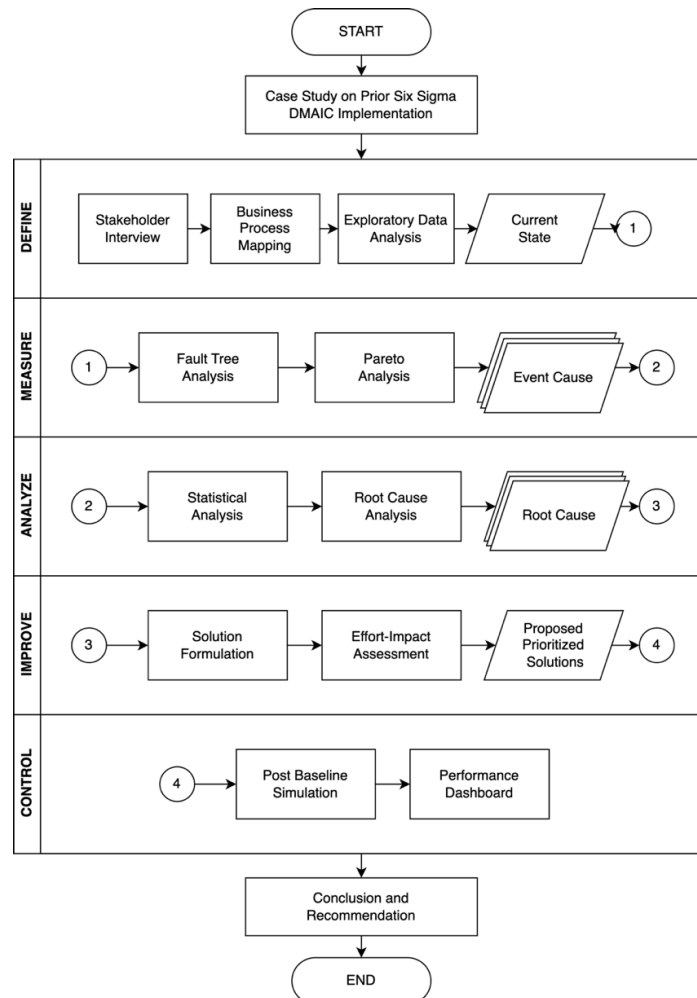 START
Case Study on Prior Six Sigma
DMAIC Implementation
DEFINE
Stakeholder
Interview
Business
Process
Mapping
Exploratory Data
Analysis
Current
State
1
MEASURE
1
Fault Tree
Analysis
Pareto
Analysis
Event Cause
2
ANALYZE
2
Statistical
Analysis
Root Cause
Analysis
Root Cause
3
IMPROVE
3
Solution
Formulation
Effort-Impact
Assessment
Proposed
Prioritized
Solutions
4
CONTROL
4
Post Baseline
Simulation
Performance
Dashboard
Conclusion and
Recommendation
END